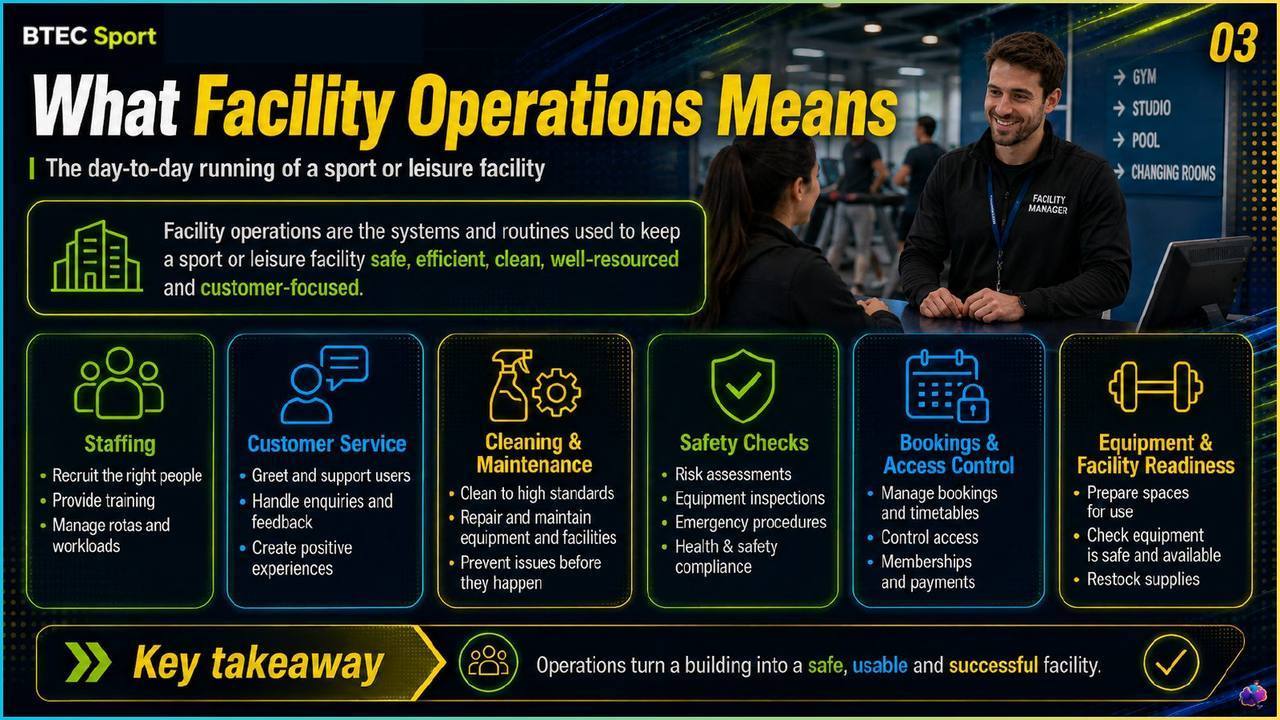 BTEC Sport
03
What Facility Operations Means
The day-to-day running of a sport or leisure facility
→ GYM
→ STUDIO
→ POOL
→ CHANGING ROOMS
FACILITY
MANAGER
Facility operations are the systems and routines used to keep
a sport or leisure facility safe, efficient, clean, well-resourced
and customer-focused.
Staffing
• Recruit the right people
• Provide training
• Manage rotas and
workloads
Customer Service
• Greet and support users
• Handle enquiries and
feedback
• Create positive
experiences
Cleaning &
Maintenance
• Clean to high standards
• Repair and maintain
equipment and facilities
• Prevent issues before
they happen
Safety Checks
• Risk assessments
• Equipment inspections
• Emergency procedures
• Health & safety
compliance
Bookings &
Access Control
• Manage bookings
and timetables
• Control access
• Memberships
and payments
Equipment &
Facility Readiness
• Prepare spaces
for use
• Check equipment
is safe and available
• Restock supplies
Key takeaway
Operations turn a building into a safe, usable and successful facility.